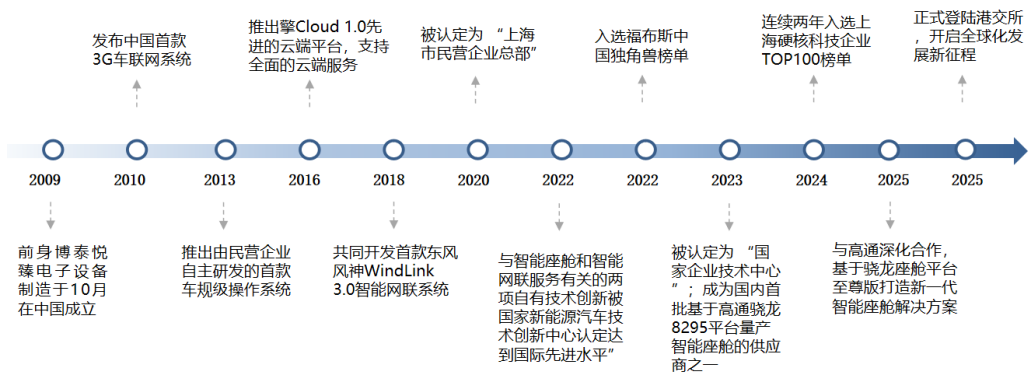 发布中国首款
3G车联网系统
推出擎Cloud 1.0先
进的云端平台，支持
全面的云端服务
被认定为 “上海
市民营企业总部”
入选福布斯中
国独角兽榜单
连续两年入选上
海硬核科技企业
TOP100榜单
正式登陆港交所
，开启全球化发
展新征程
2009
2010
2013
2016
2018
2020
2022
2022
2023
2024
2025
2025
前身博泰悦
臻电子设备
制造于10月
在中国成立
推出由民营企业
自主研发的首款
车规级操作系统
共同开发首款东风
风神WindLink
3.0智能网联系统
与智能座舱和智能
网联服务有关的两
项自有技术创新被
国家新能源汽车技
术创新中心认定达
到国际先进水平”
被认定为 “国
家企业技术中心
”；成为国内首
批基于高通骁龙
8295平台量产
智能座舱的供应
商之一
与高通深化合作，
基于骁龙座舱平台
至尊版打造新一代
智能座舱解决方案